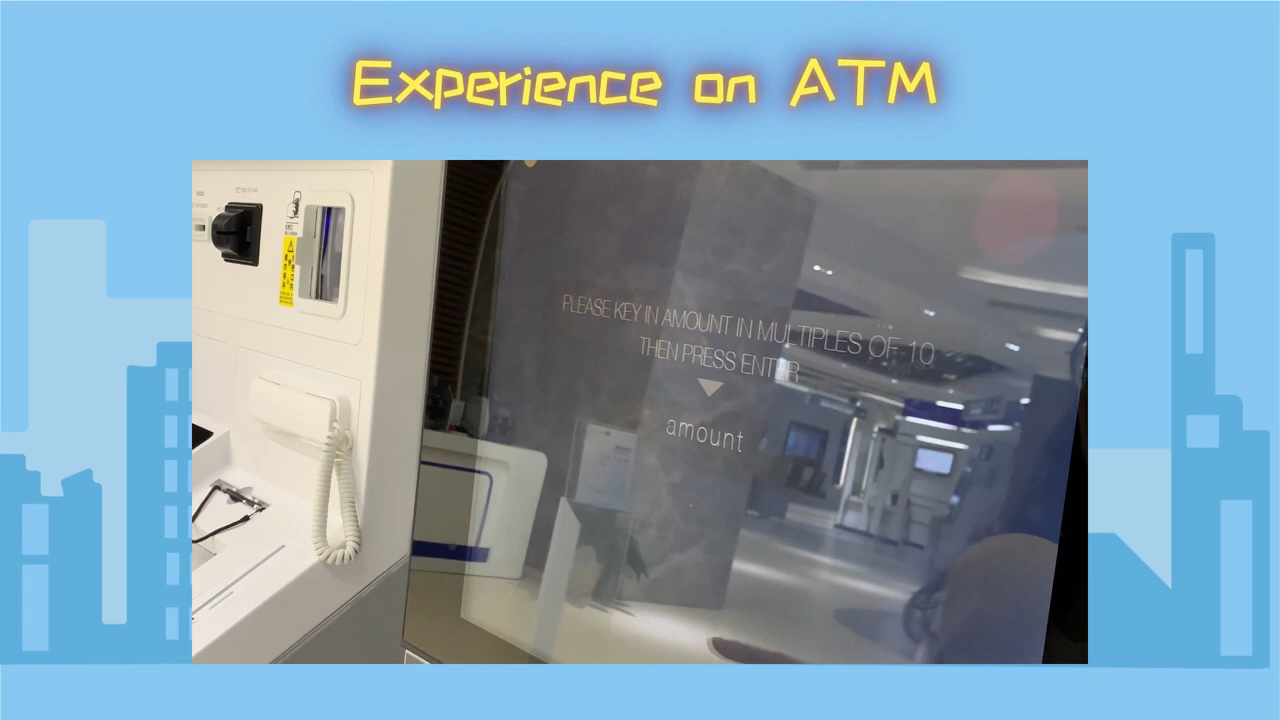 Experience on ATM
PLEASE KEY IN AMOUNT IN MULTIPLES OF 10
THEN PRESS ENTER
amount